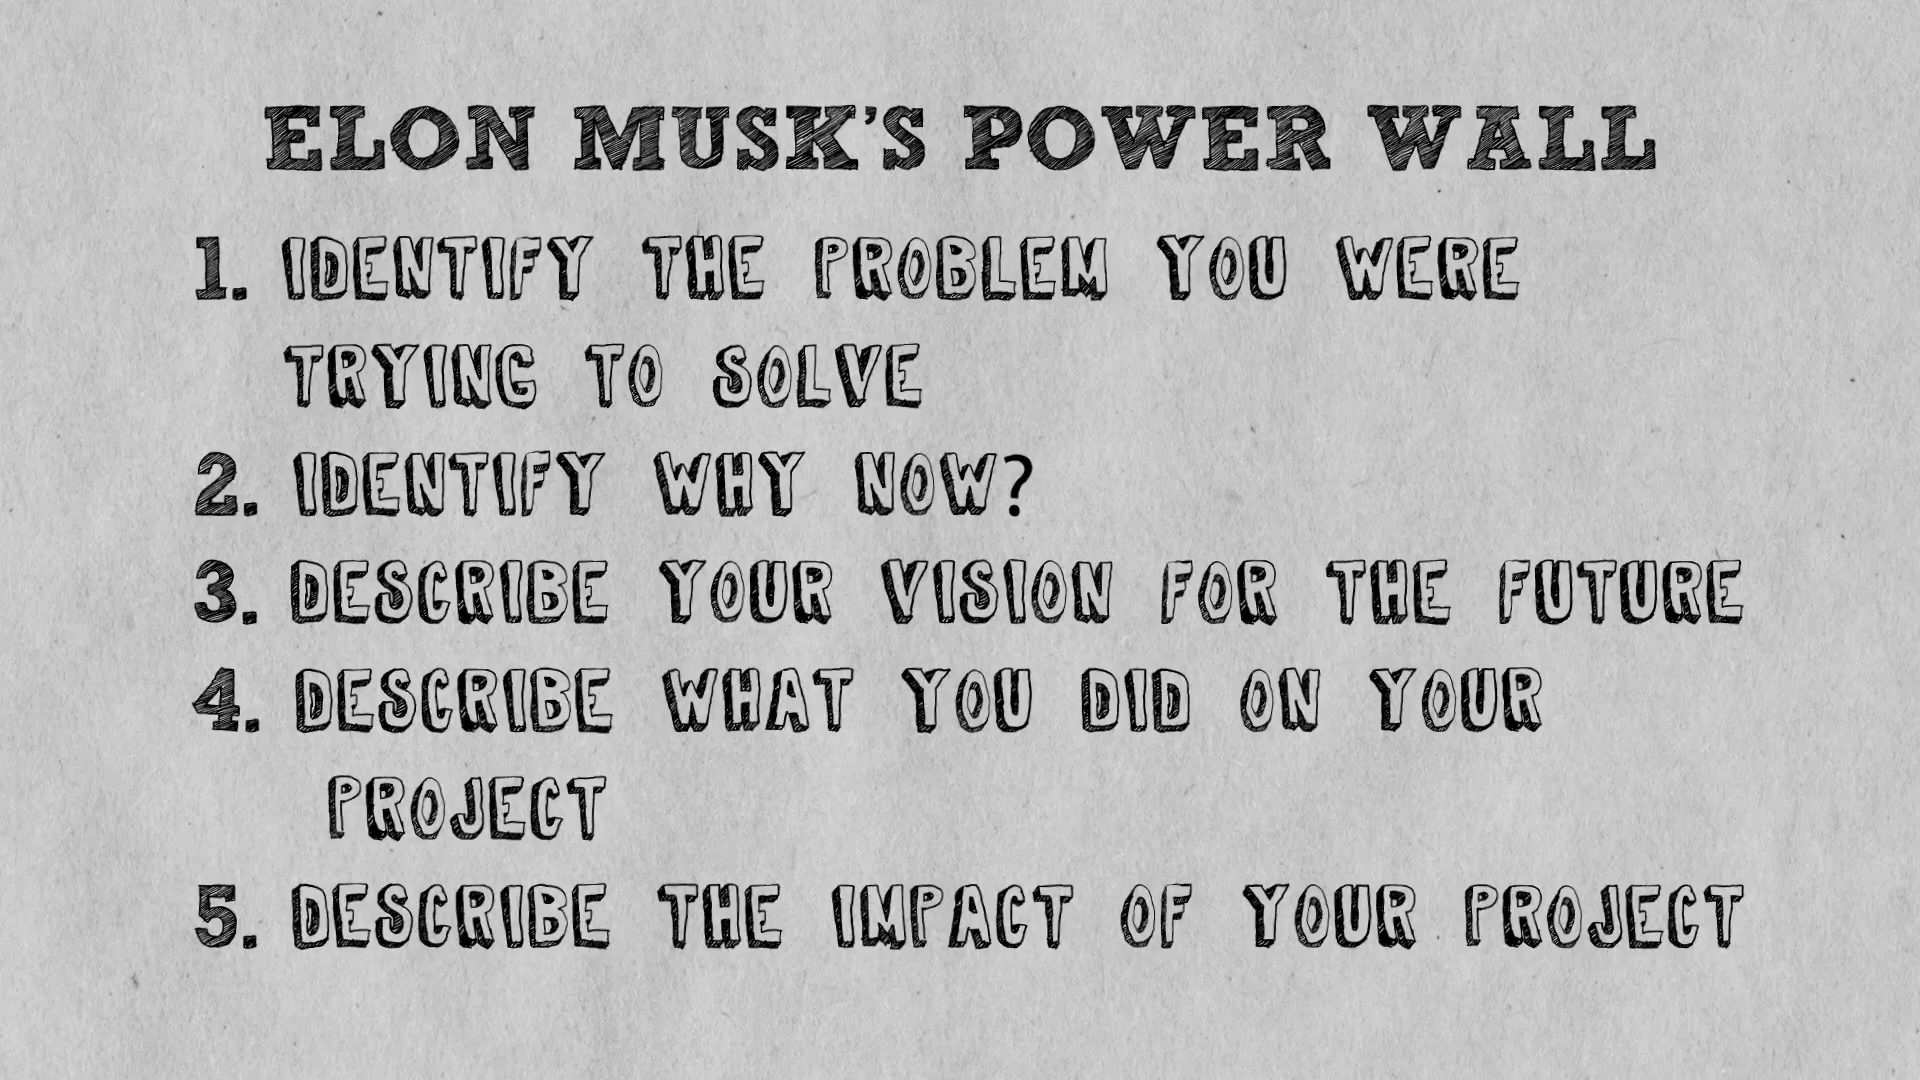 ELON MUSK'S POWER WALL
1. IDENTIFY THE PROBLEM YOU WERE
TRYING TO SOLVE
2. IDENTIFY WHY NOW?
3. DESCRIBE YOUR VISION FOR THE FUTURE
4. DESCRIBE WHAT YOU DID ON YOUR
PROJECT
5. DESCRIBE THE IMPACT OF YOUR PROJECT